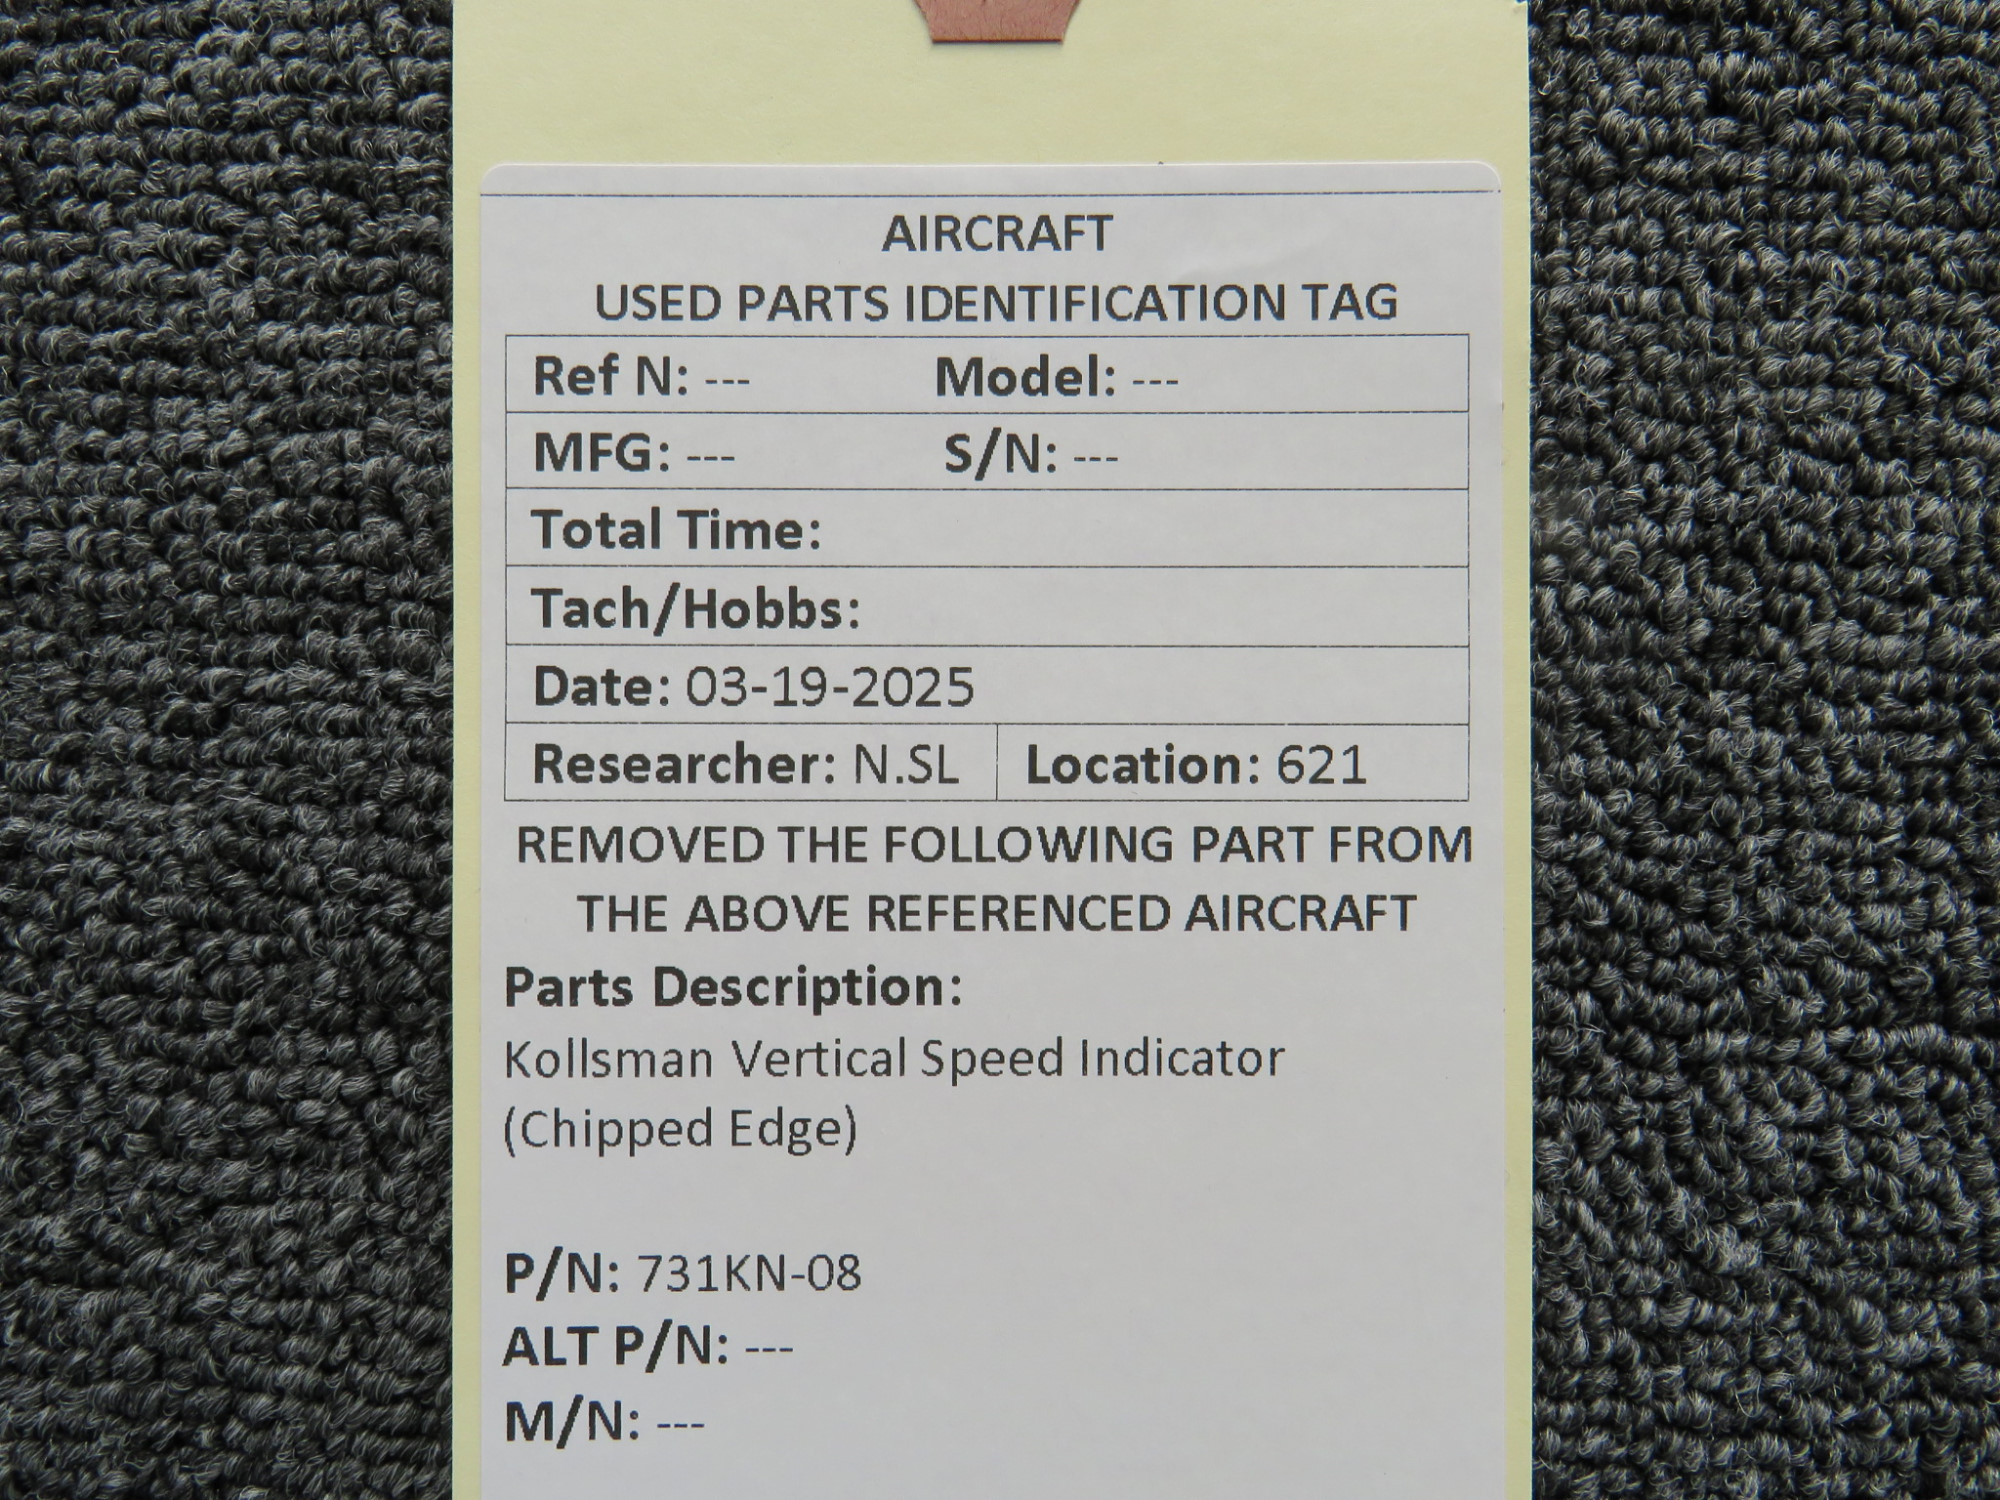 AIRCRAFT
USED PARTS IDENTIFICATION TAG
Ref N: --- Model: ---
MFG: --- S/N: ---
Total Time:
Tach/Hobbs:
Date: 03-19-2025
Researcher: N.SL Location: 621
REMOVED THE FOLLOWING PART FROM
THE ABOVE REFERENCED AIRCRAFT
Parts Description:
Kollsman Vertical Speed Indicator
(Chipped Edge)
P/N: 731KN-08
ALT P/N: ---
M/N: ---